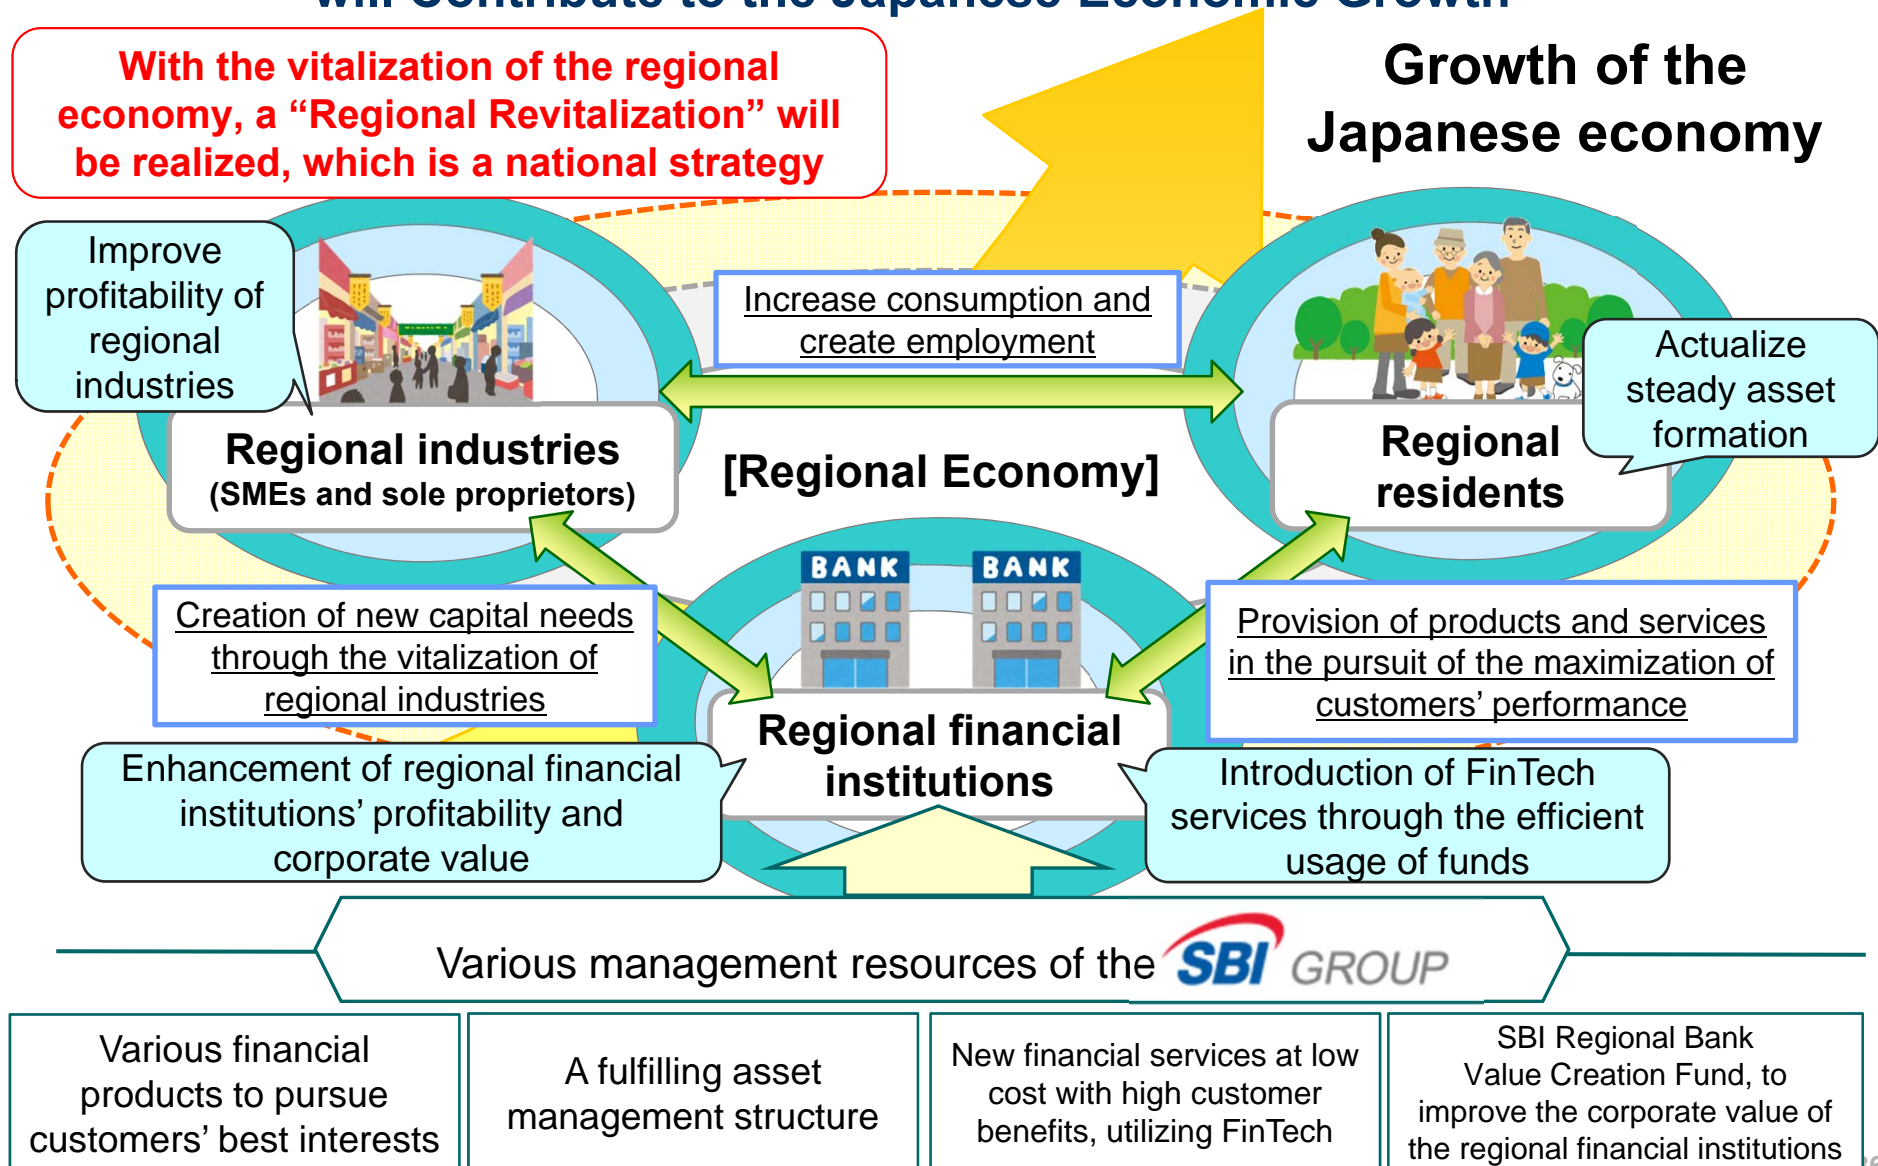 will Contribute to the Japanese Economic Growth
With the vitalization of the regional
economy, a “Regional Revitalization” will
be realized, which is a national strategy
Growth of the
Japanese economy
Improve
profitability of
regional
industries
Increase consumption and
create employment
Actualize
steady asset
formation
Regional industries
(SMEs and sole proprietors)
[Regional Economy]
Regional
residents
BANK
BANK
Creation of new capital needs
through the vitalization of
regional industries
Provision of products and services
in the pursuit of the maximization of
customers’ performance
Regional financial
institutions
Enhancement of regional financial
institutions’ profitability and
corporate value
Introduction of FinTech
services through the efficient
usage of funds
Various management resources of the SBI GROUP
Various financial
products to pursue
customers’ best interests
A fulfilling asset
management structure
New financial services at low
cost with high customer
benefits, utilizing FinTech
SBI Regional Bank
Value Creation Fund, to
improve the corporate value of
the regional financial institutions